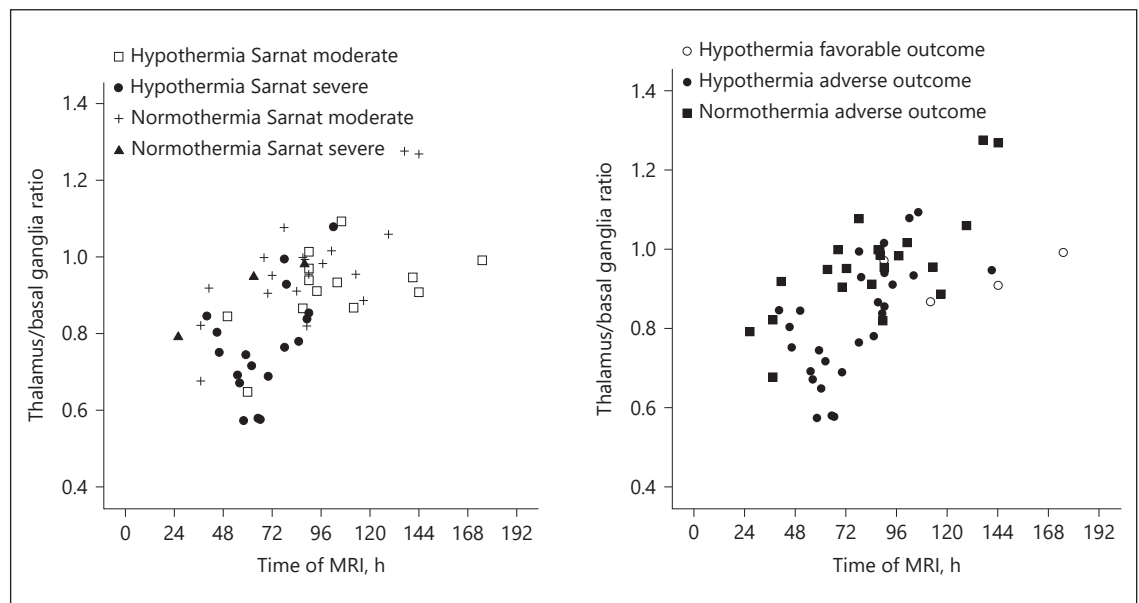 Hypothermia Sarnat moderate
Hypothermia Sarnat severe
Normothermia Sarnat moderate
Normothermia Sarnat severe
1.4
1.2
1.0
0.8
0.6
0.4
Thalamus/basal ganglia ratio
0 24 48 72 96 120 144 168 192
Time of MRI, h
Hypothermia favorable outcome
Hypothermia adverse outcome
Normothermia adverse outcome
1.4
1.2
1.0
0.8
0.6
0.4
Thalamus/basal ganglia ratio
0 24 48 72 96 120 144 168 192
Time of MRI, h